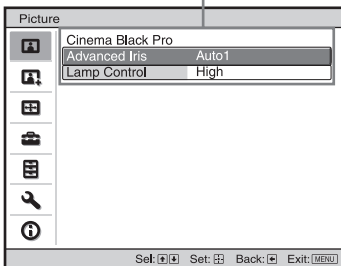 Picture
Cinema Black Pro
Advanced Iris Auto1
Lamp Control High
Sel: Set: Back: Exit: MENU